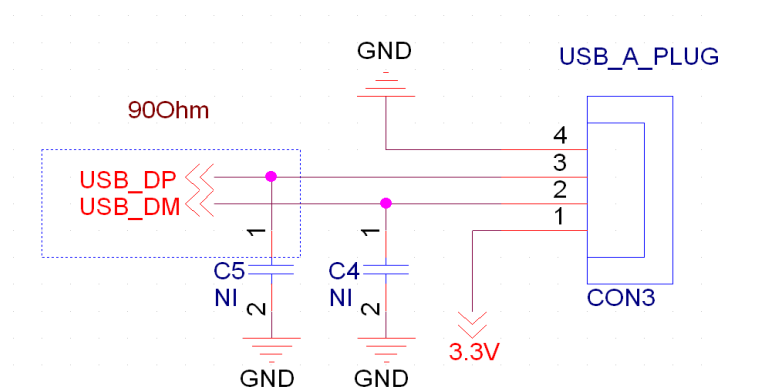 GND
USB_A_PLUG
90Ohm
4
3
USB_DP
2
USB_DM
1
1
1
C5
C4
NI
NI
2
2
CON3
3.3V
GND
GND